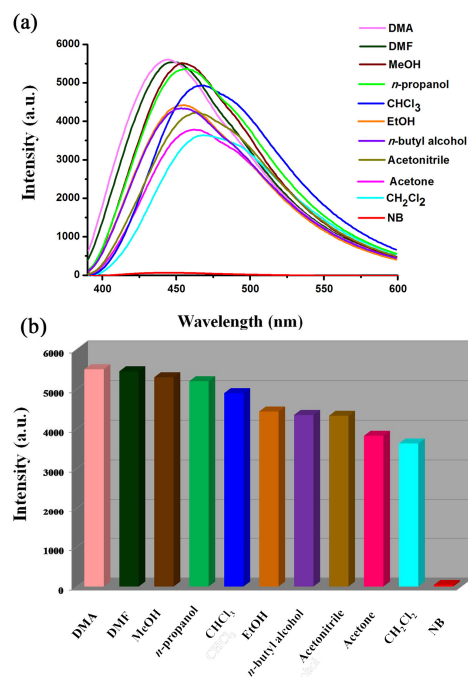 (a)
6000
5000
4000
3000
2000
1000
0
400
450
500
550
600
Intensity (a.u.)
Wavelength (nm)
DMA
DMF
MeOH
n-propanol
CHCl3
EtOH
n-butyl alcohol
Acetonitrile
Acetone
CH2Cl2
NB
(b)
6000
5000
4000
3000
2000
1000
0
Intensity (a.u.)
DMA
DMF
MeOH
n-propanol
CHCl3
EtOH
n-butyl alcohol
Acetonitrile
Acetone
CH2Cl2
NB